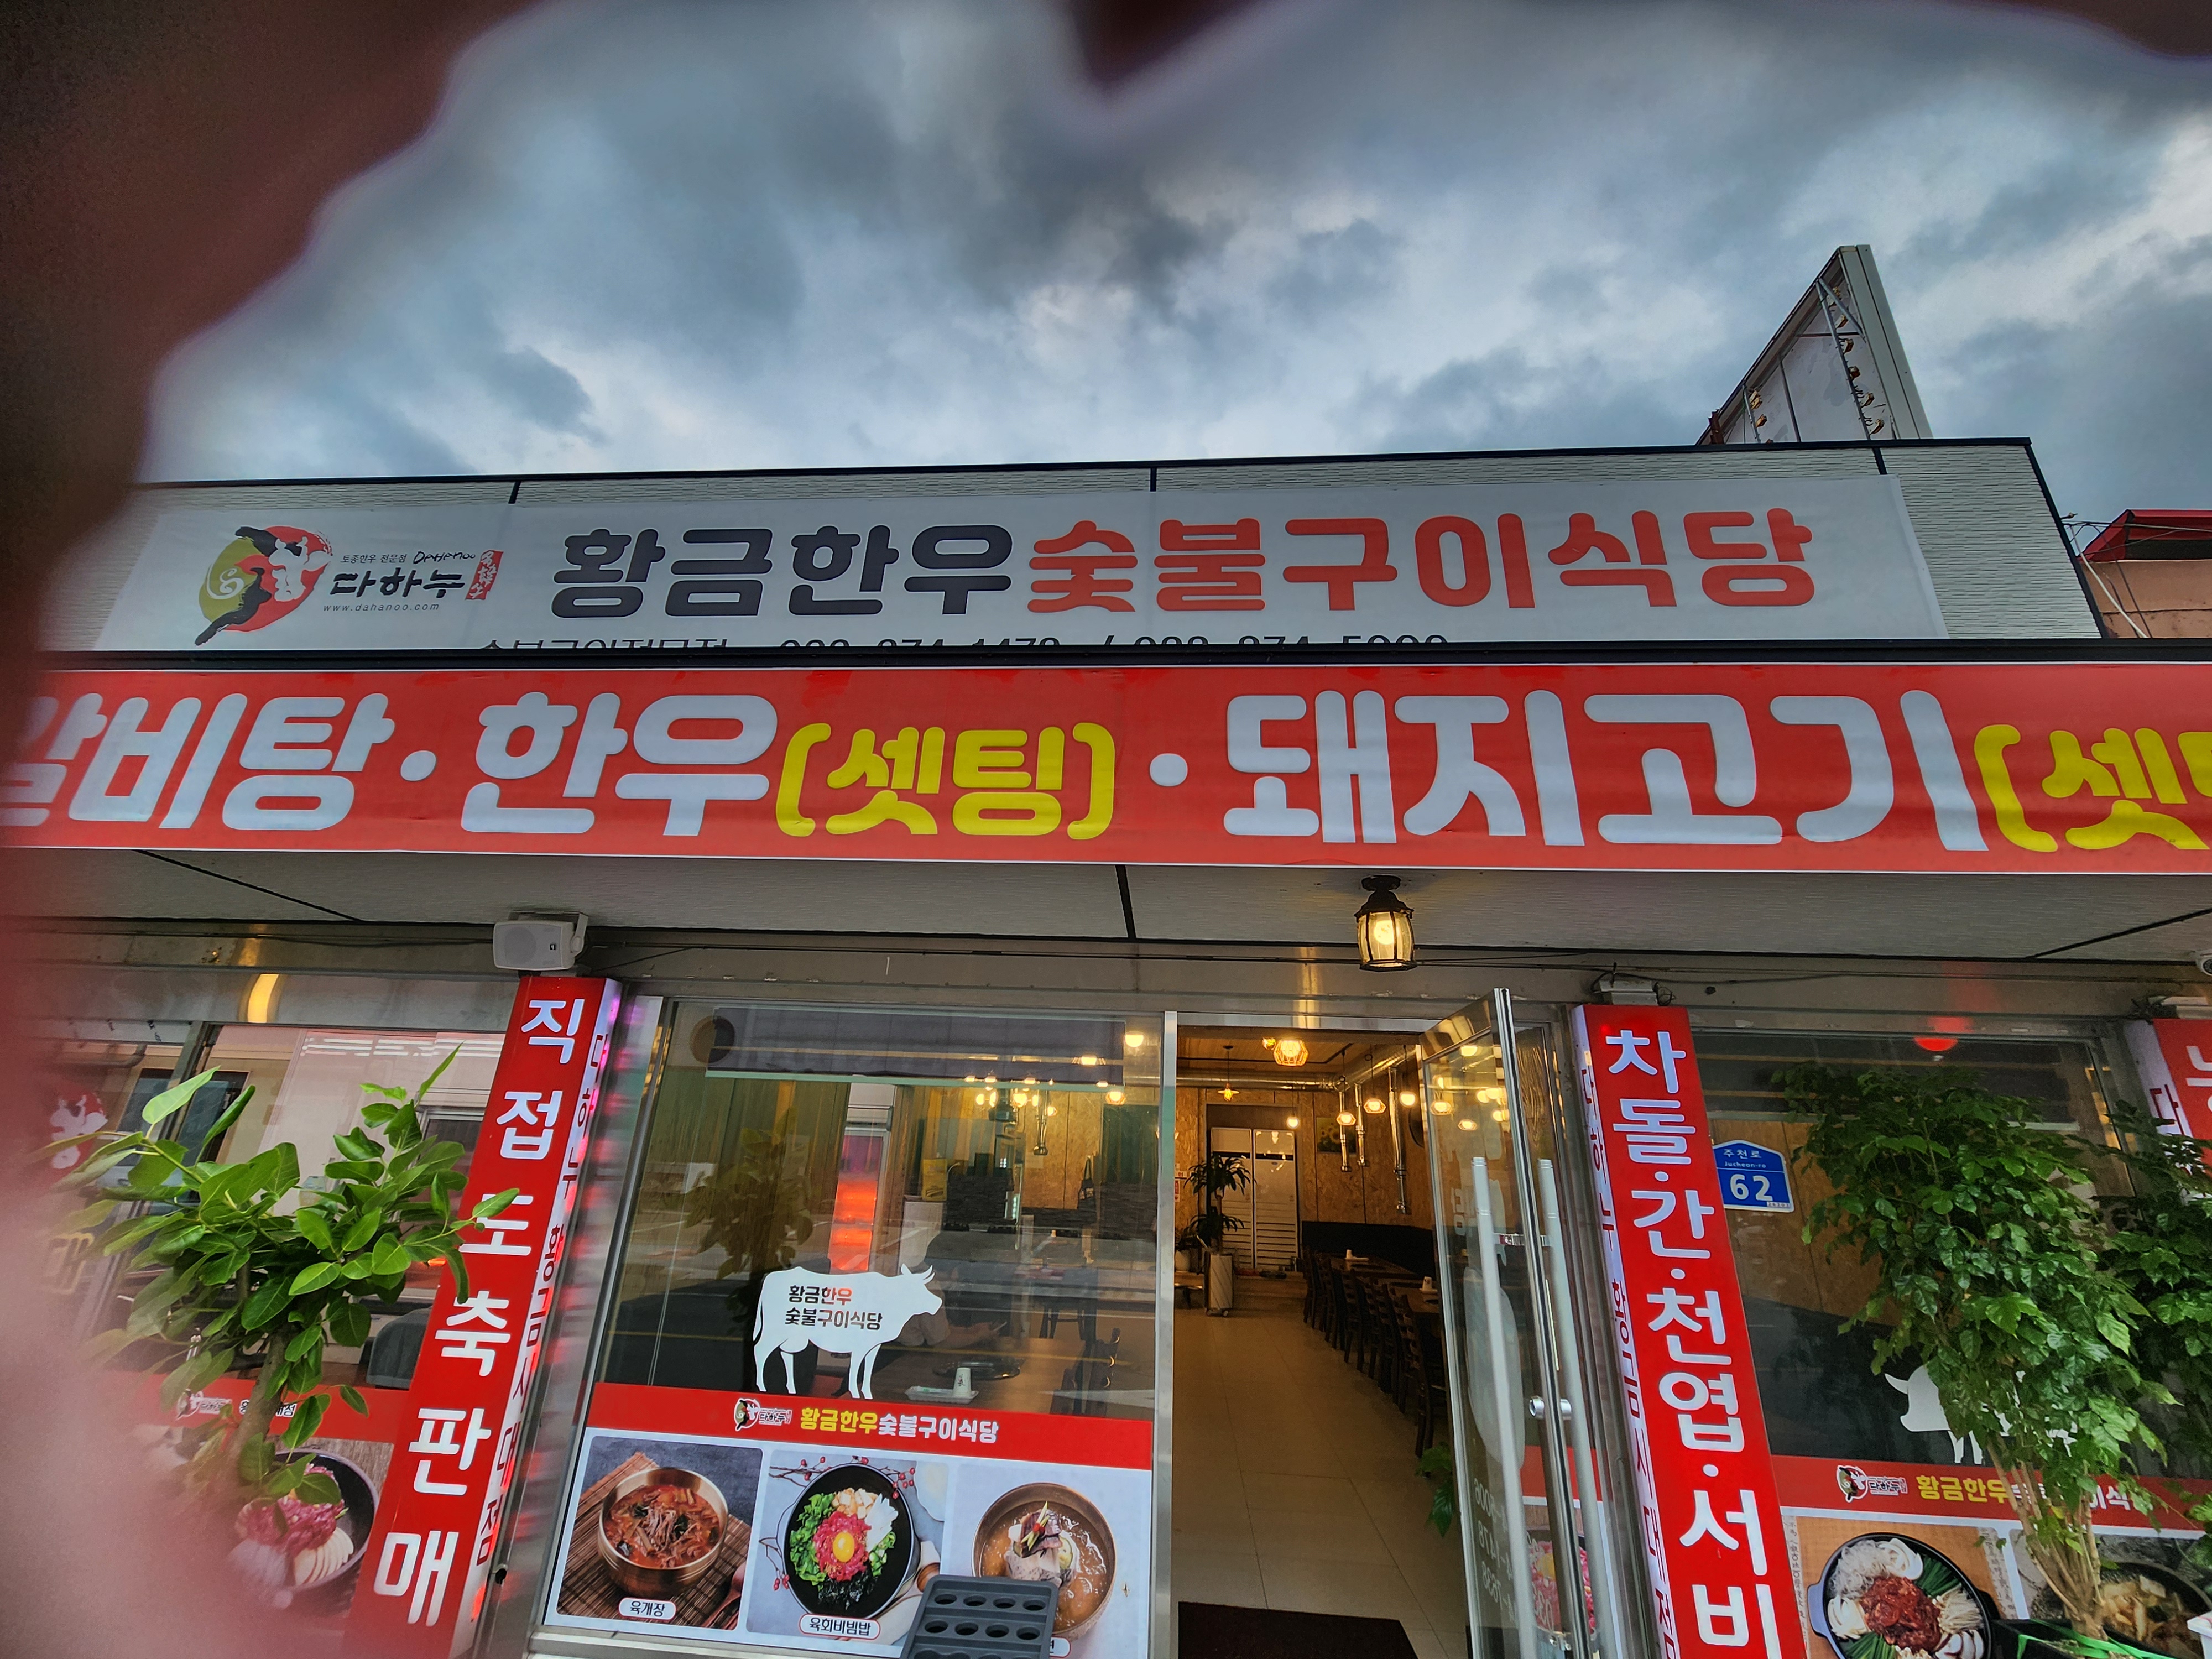 토종한우 전문점 DAHANOO
다하누
www.dahanoo.com
황금한우숯불구이식당
갈비탕·한우(셋팅)·돼지고기(셋팅
직접도축판매
차돌·간·천엽·서비
주천로
62
황금한우
숯불구이식당
황금한우숯불구이식당
육개장
육회비빔밥
황금한우